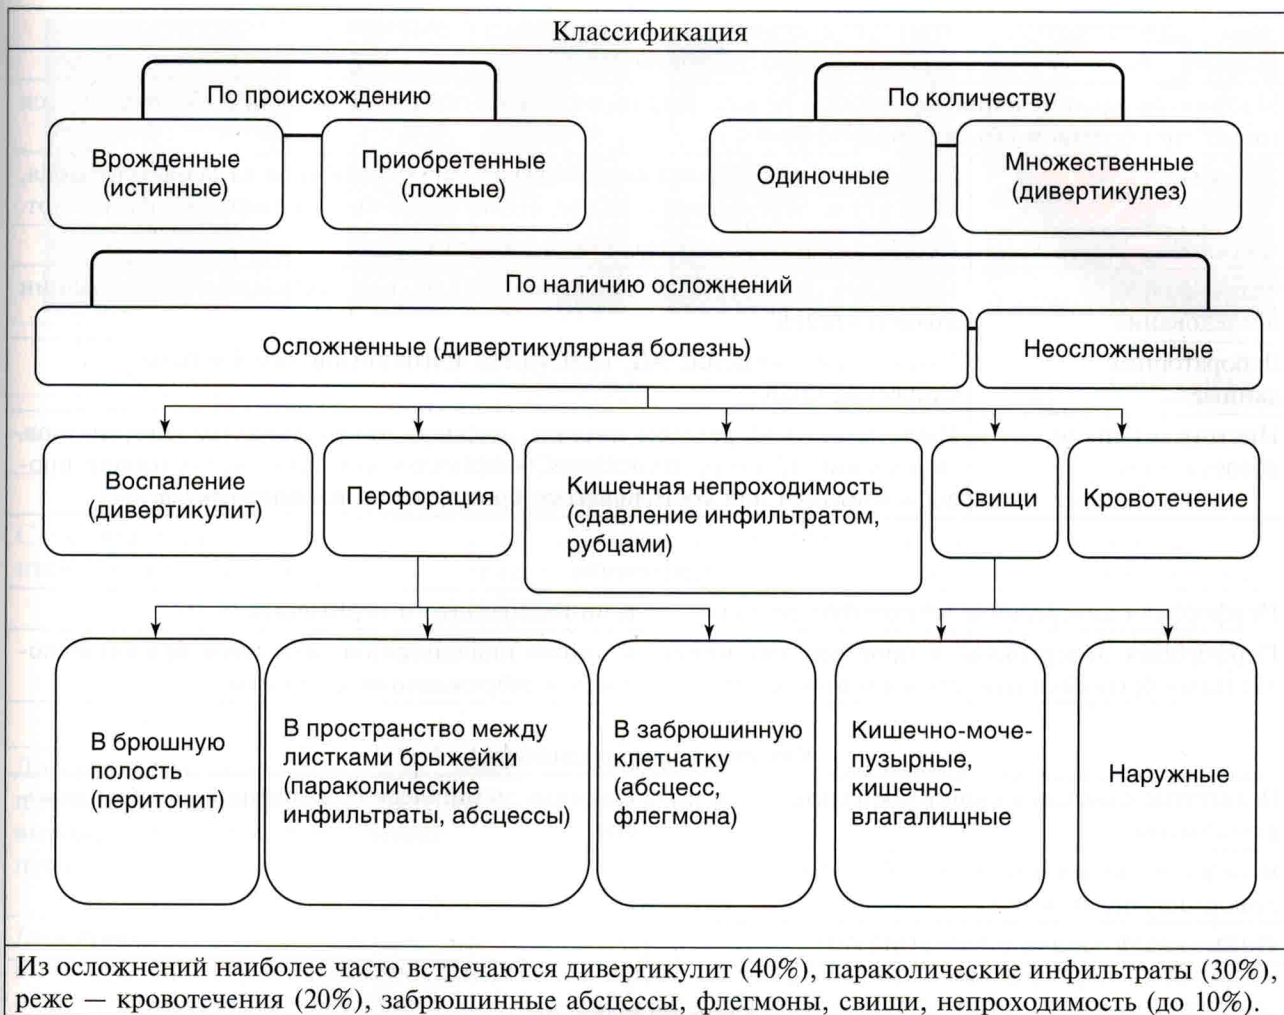 Классификация
По происхождению
По количеству
Врожденные
(истинные)
Приобретенные
(ложные)
Одиночные
Множественные
(дивертикулез)
По наличию осложнений
Осложненные (дивертикулярная болезнь)
Неосложненные
Воспаление
(дивертикулит)
Перфорация
Кишечная непроходимость
(сдавление инфильтратом,
рубцами)
Свищи
Кровотечение
В брюшную
полость
(перитонит)
В пространство между
листками брыжейки
(параколические
инфильтраты, абсцессы)
В забрюшинную
клетчатку
(абсцесс,
флегмона)
Кишечно-моче-
пузырные,
кишечно-
влагалищные
Наружные
Из осложнений наиболее часто встречаются дивертикулит (40%), параколические инфильтраты (30%),
реже — кровотечения (20%), забрюшинные абсцессы, флегмоны, свищи, непроходимость (до 10%).